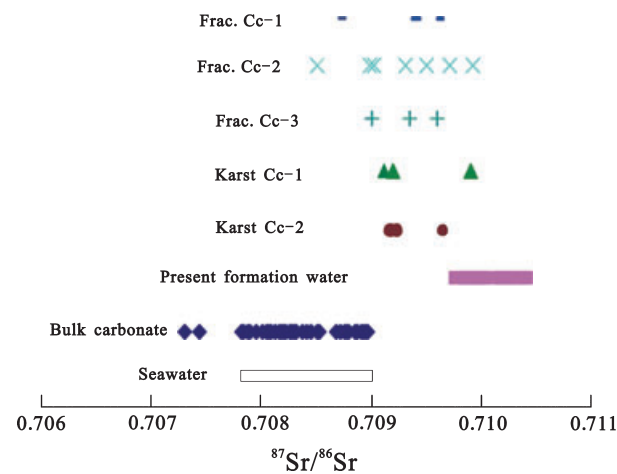 Frac. Cc-1
Frac. Cc-2
Frac. Cc-3
Karst Cc-1
Karst Cc-2
Present formation water
Bulk carbonate
Seawater
0.706 0.707 0.708 0.709 0.710 0.711
⁸⁷Sr/⁸⁶Sr